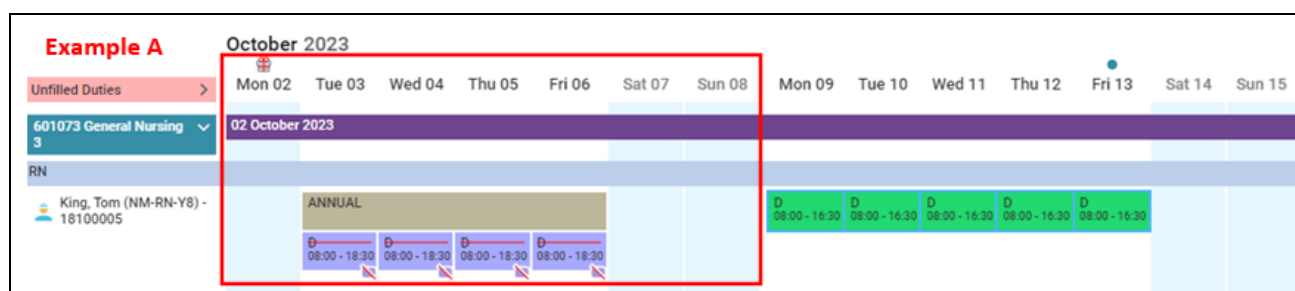 Example A
October 2023
Mon 02 Tue 03 Wed 04 Thu 05 Fri 06 Sat 07 Sun 08 Mon 09 Tue 10 Wed 11 Thu 12 Fri 13 Sat 14 Sun 15
Unfilled Duties
601073 General Nursing 3
02 October 2023
RN
King, Tom (NM-RN-Y8) -
18100005
ANNUAL
D D D D D
08:00 - 16:30 08:00 - 16:30 08:00 - 16:30 08:00 - 16:30 08:00 - 16:30
D D D D
08:00 - 18:30 08:00 - 18:30 08:00 - 18:30 08:00 - 18:30